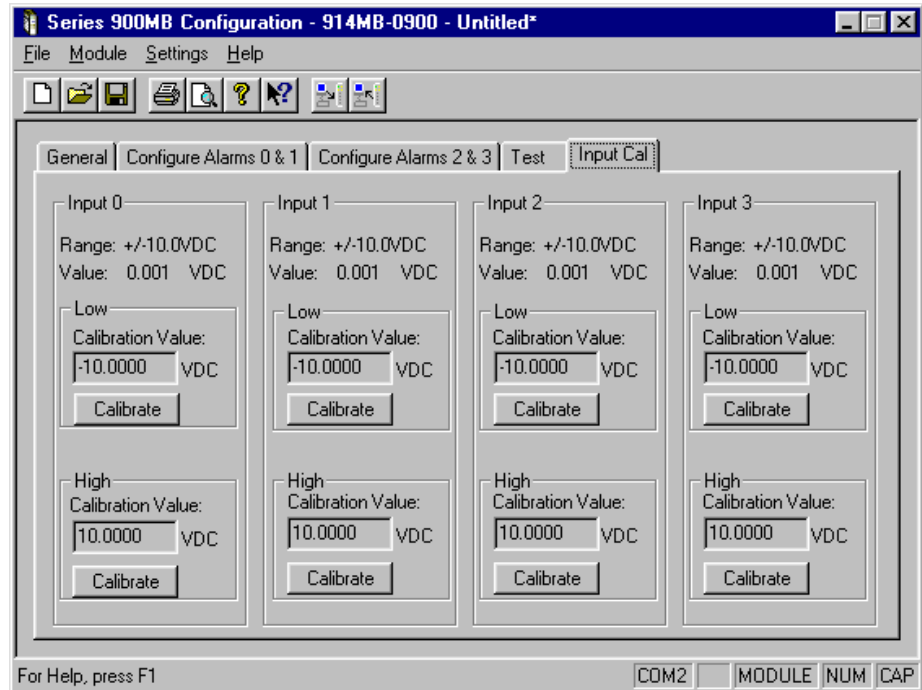 Series 900MB Configuration - 914MB-0900 - Untitled*
File Module Settings Help
General Configure Alarms 0 & 1 Configure Alarms 2 & 3 Test Input Cal
Input 0
Range: +/-10.0VDC
Value: 0.001 VDC
Low
Calibration Value:
-10.0000 VDC
Calibrate
High
Calibration Value:
10.0000 VDC
Calibrate
Input 1
Range: +/-10.0VDC
Value: 0.001 VDC
Low
Calibration Value:
-10.0000 VDC
Calibrate
High
Calibration Value:
10.0000 VDC
Calibrate
Input 2
Range: +/-10.0VDC
Value: 0.001 VDC
Low
Calibration Value:
-10.0000 VDC
Calibrate
High
Calibration Value:
10.0000 VDC
Calibrate
Input 3
Range: +/-10.0VDC
Value: 0.001 VDC
Low
Calibration Value:
-10.0000 VDC
Calibrate
High
Calibration Value:
10.0000 VDC
Calibrate
For Help, press F1 COM2 MODULE NUM CAP